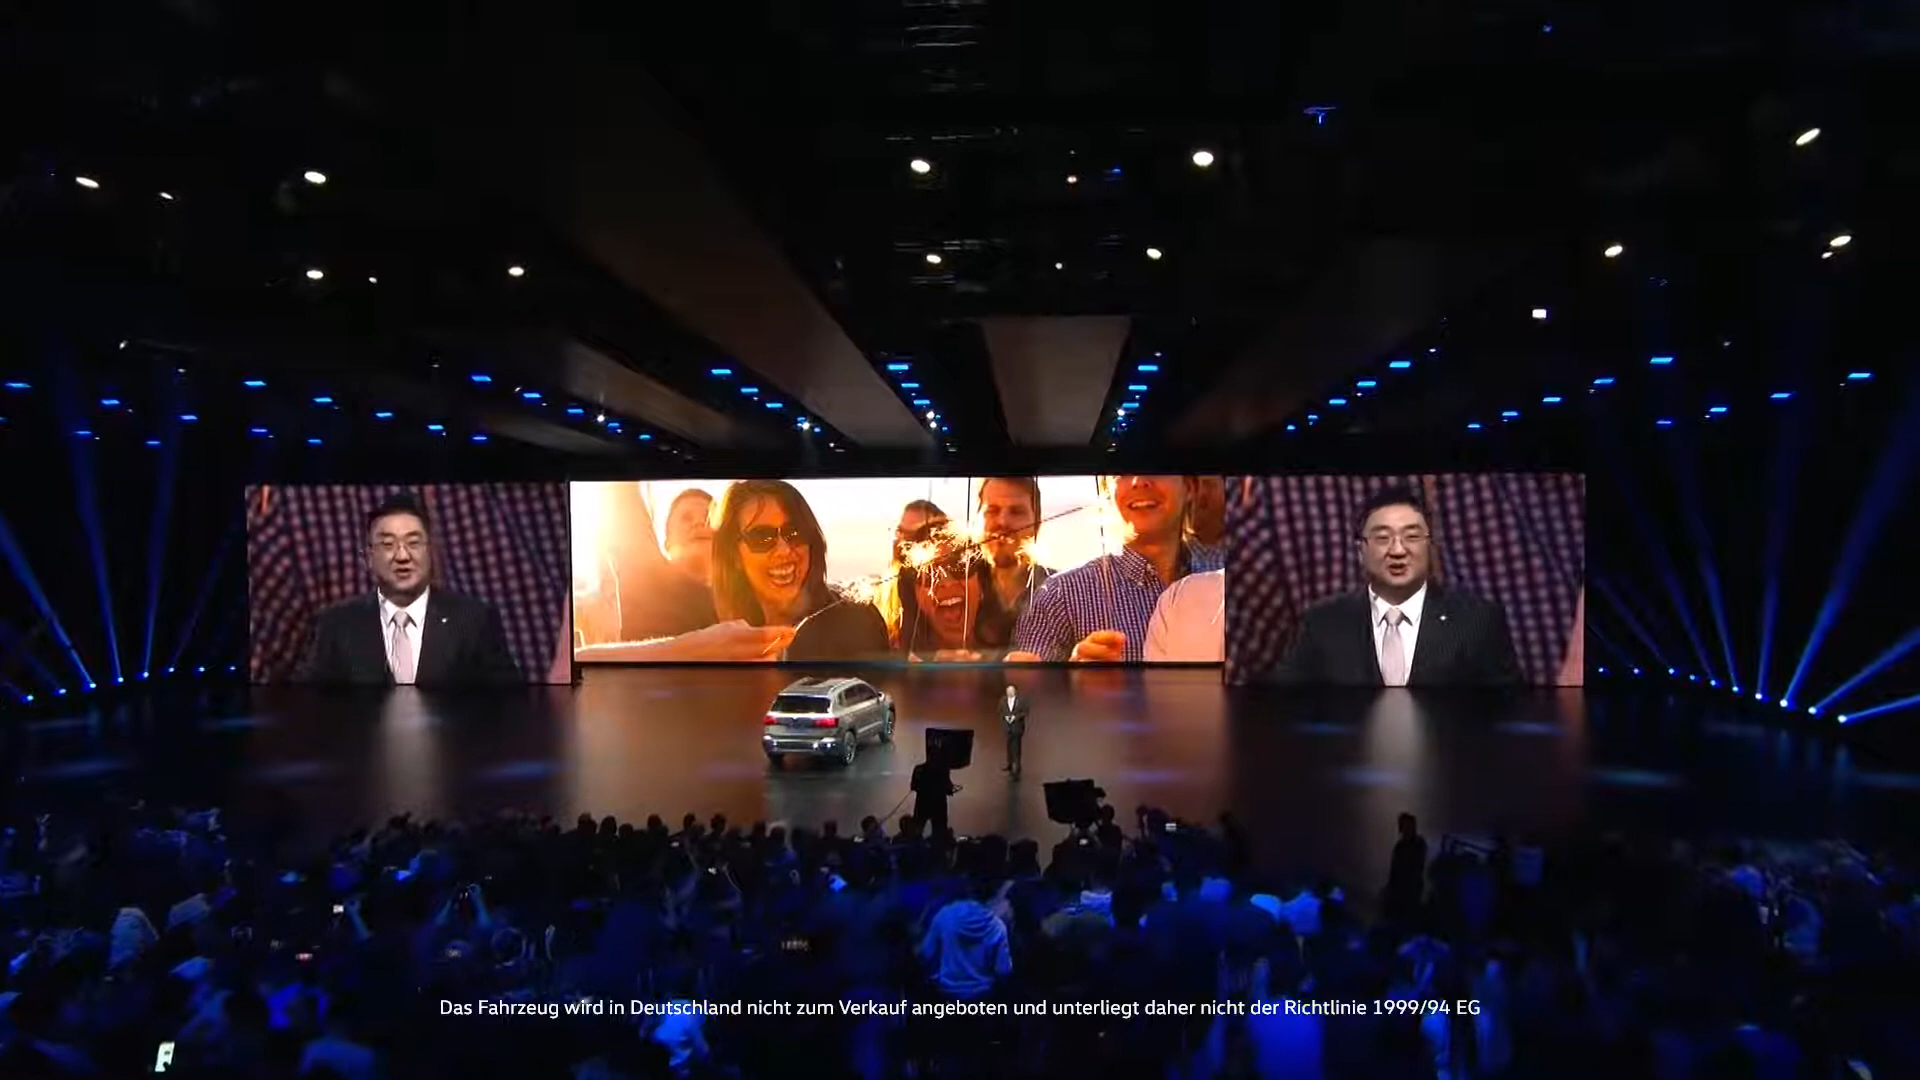 Das Fahrzeug wird in Deutschland nicht zum Verkauf angeboten und unterliegt daher nicht der Richtlinie 1999/94 EG